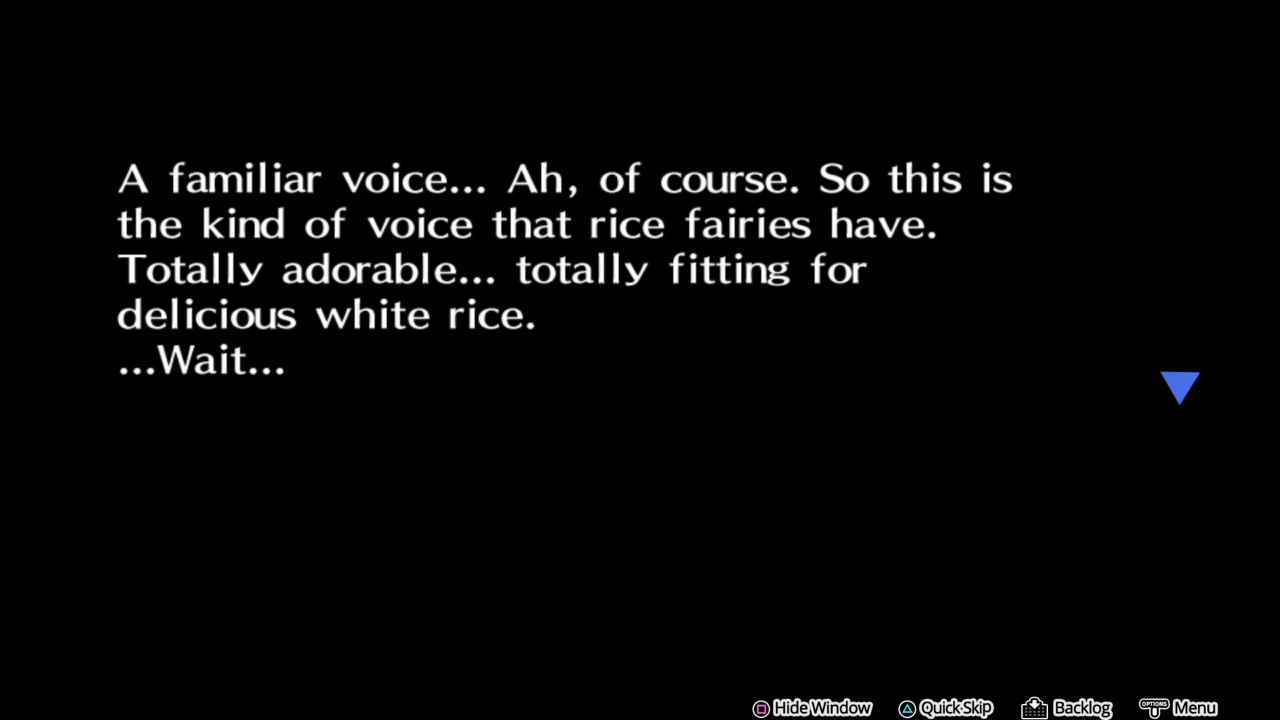 A familiar voice... Ah, of course. So this is
the kind of voice that rice fairies have.
Totally adorable... totally fitting for
delicious white rice.
...Wait...
Hide Window Quick Skip Backlog OPTIONS Menu